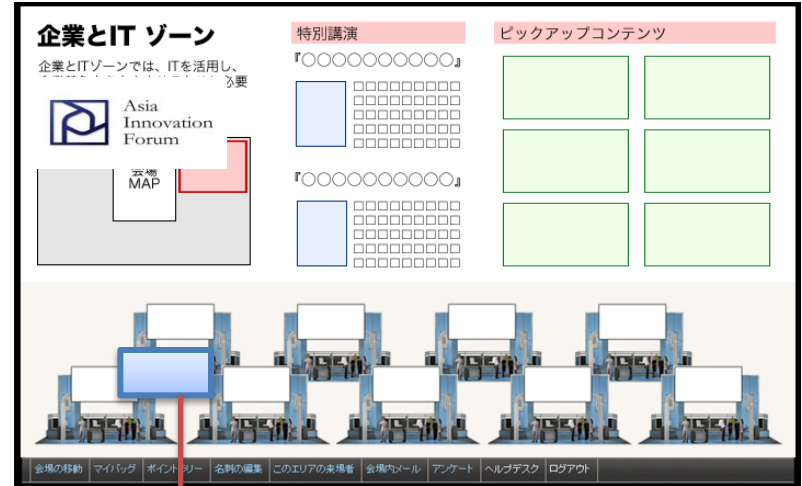 企業とIT ゾーン
企業とITゾーンでは、ITを活用し、
必要
Asia
Innovation
Forum
会場
MAP
特別講演
『○○○○○○○○○○』
□□□□□□□□□
□□□□□□□□□
□□□□□□□□□
□□□□□□□□□
□□□□□□□□□
『○○○○○○○○○○』
□□□□□□□□□
□□□□□□□□□
□□□□□□□□□
□□□□□□□□□
□□□□□□□□□
ピックアップコンテンツ
会場の移動 マイバッグ ポイントラリー 名刺の編集 このエリアの来場者 会場内メール アンケート ヘルプデスク ログアウト